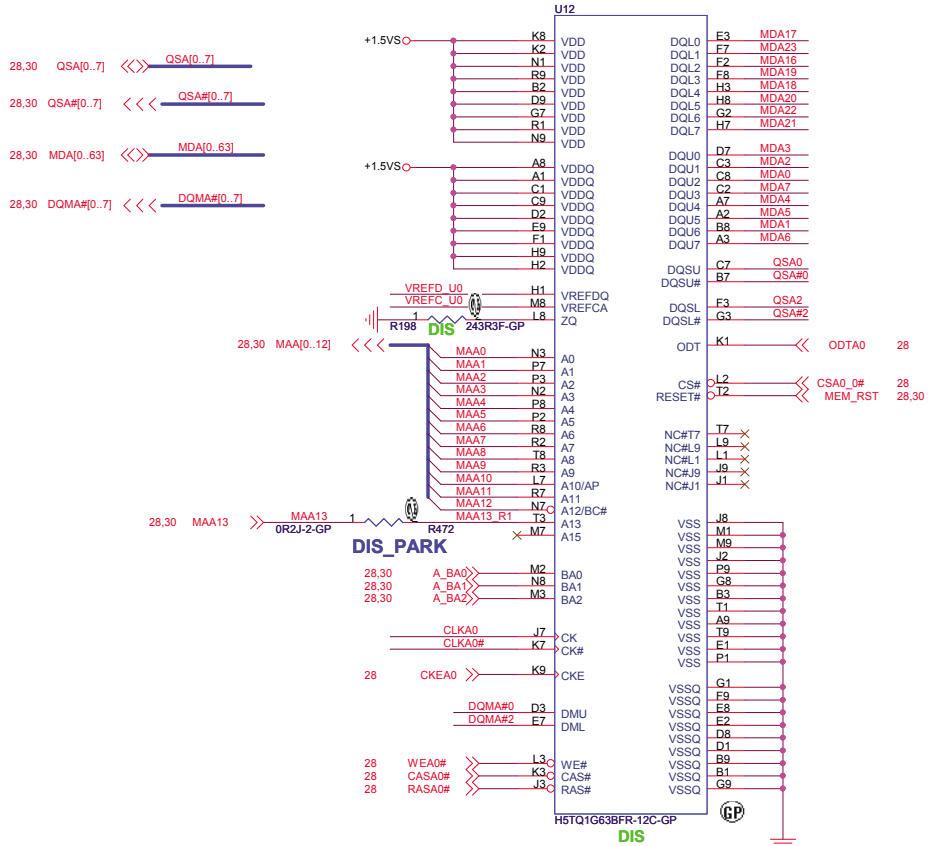 U12
+1.5VS
K8 VDD DQL0 E3 MDA17
K2 VDD DQL1 F7 MDA23
N1 VDD DQL2 F2 MDA16
R9 VDD DQL3 F8 MDA19
B2 VDD DQL4 H3 MDA18
D9 VDD DQL5 H8 MDA20
G7 VDD DQL6 G2 MDA22
R1 VDD DQL7 H7 MDA21
N9 VDD
28,30 QSA[0..7] QSA[0..7]
28,30 QSA#[0..7] QSA#[0..7]
28,30 MDA[0..63] MDA[0..63]
28,30 DQMA#[0..7] DQMA#[0..7]
DQU0 D7 MDA3
+1.5VS
A8 VDDQ DQU1 C3 MDA2
A1 VDDQ DQU2 C8 MDA0
C1 VDDQ DQU3 C2 MDA7
C9 VDDQ DQU4 A7 MDA4
D2 VDDQ DQU5 A2 MDA5
E9 VDDQ DQU6 B8 MDA1
F1 VDDQ DQU7 A3 MDA6
H9 VDDQ
H2 VDDQ
DQSU C7 QSA0
DQSU# B7 QSA#0
VREFD_U0 H1 VREFDQ
VREFC_U0 M8 VREFCA
DQSL F3 QSA2
DQSL# G3 QSA#2
1 2 L8 ZQ
R198 DIS 243R3F-GP
ODT K1 ODTA0 28
28,30 MAA[0..12]
MAA0 N3 A0
MAA1 P7 A1
MAA2 P3 A2
MAA3 N2 A3
MAA4 P8 A4
MAA5 P2 A5
MAA6 R8 A6
MAA7 R2 A7
MAA8 T8 A8
MAA9 R3 A9
MAA10 L7 A10/AP
MAA11 R7 A11
MAA12 N7 A12/BC#
CS# L2 CSA0_0# 28
RESET# T2 MEM_RST 28,30
NC#T7 T7
NC#L9 L9
NC#L1 L1
NC#J9 J9
NC#J1 J1
28,30 MAA13 MAA13 1 2 MAA13_R1 T3 A13
0R2J-2-GP R472
DIS_PARK
M7 A15
VSS J8
VSS M1
VSS M9
VSS J2
VSS P9
VSS G8
VSS B3
VSS T1
VSS A9
VSS T9
VSS E1
VSS P1
28,30 A_BA0 M2 BA0
28,30 A_BA1 N8 BA1
28,30 A_BA2 M3 BA2
CLKA0 J7 CK
CLKA0# K7 CK#
28 CKEA0 K9 CKE
VSSQ G1
VSSQ F9
VSSQ E8
VSSQ E2
VSSQ D8
VSSQ D1
VSSQ B9
VSSQ B1
VSSQ G9
DQMA#0 D3 DMU
DQMA#2 E7 DML
28 WEA0# L3 WE#
28 CASA0# K3 CAS#
28 RASA0# J3 RAS#
H5TQ1G63BFR-12C-GP
DIS
GP